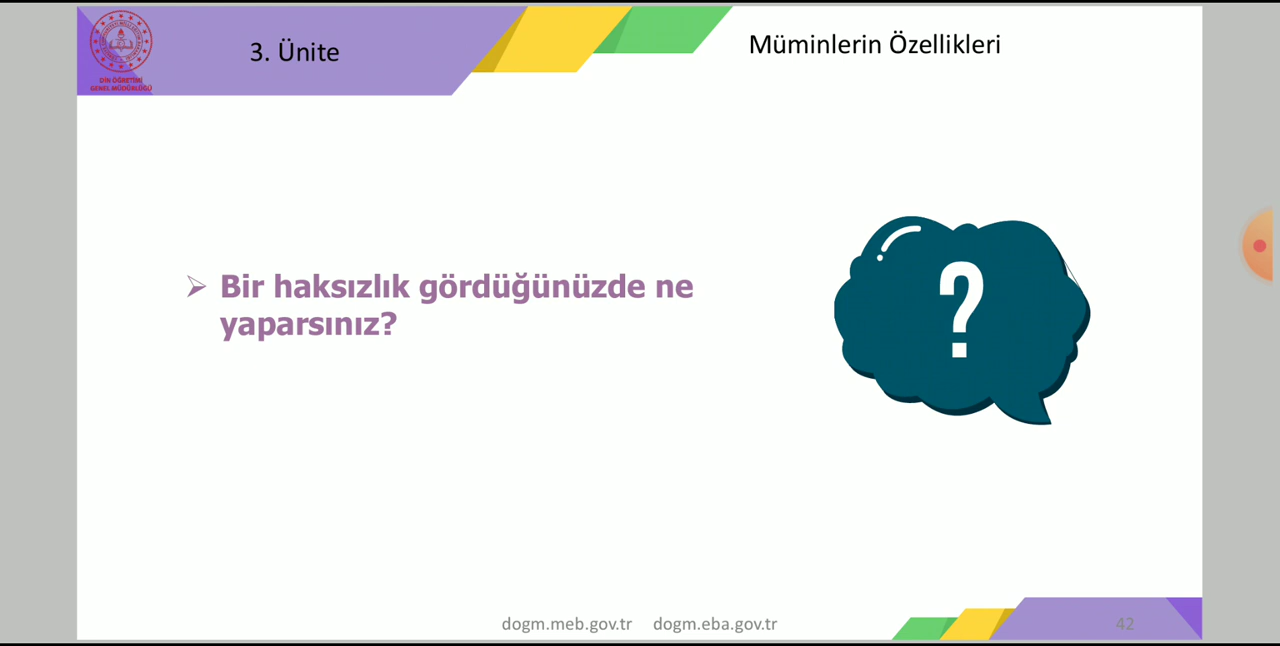 3. Ünite
Müminlerin Özellikleri
DİN ÖĞRETİMİ
GENEL MÜDÜRLÜĞÜ
Bir haksızlık gördüğünüzde ne
yaparsınız?
?
dogm.meb.gov.tr dogm.eba.gov.tr
42